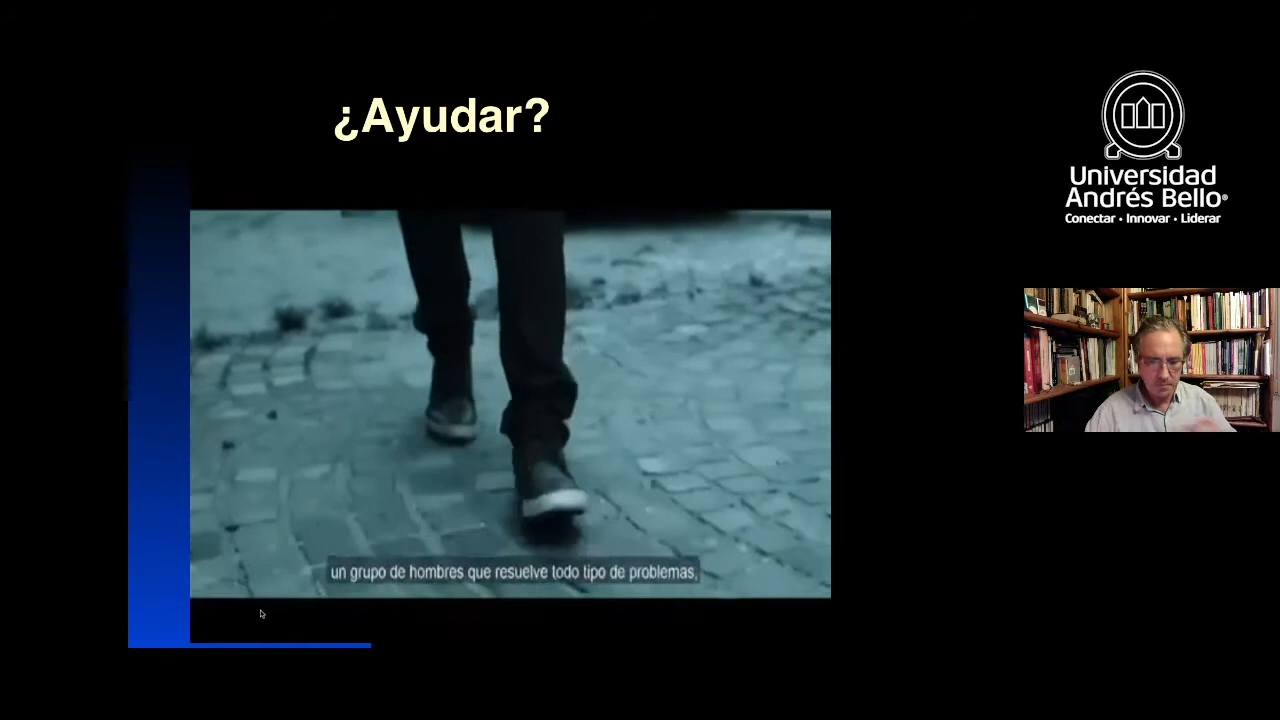 ¿Ayudar?
Universidad
Andrés Bello®
Conectar • Innovar • Liderar
un grupo de hombres que resuelve todo tipo de problemas,